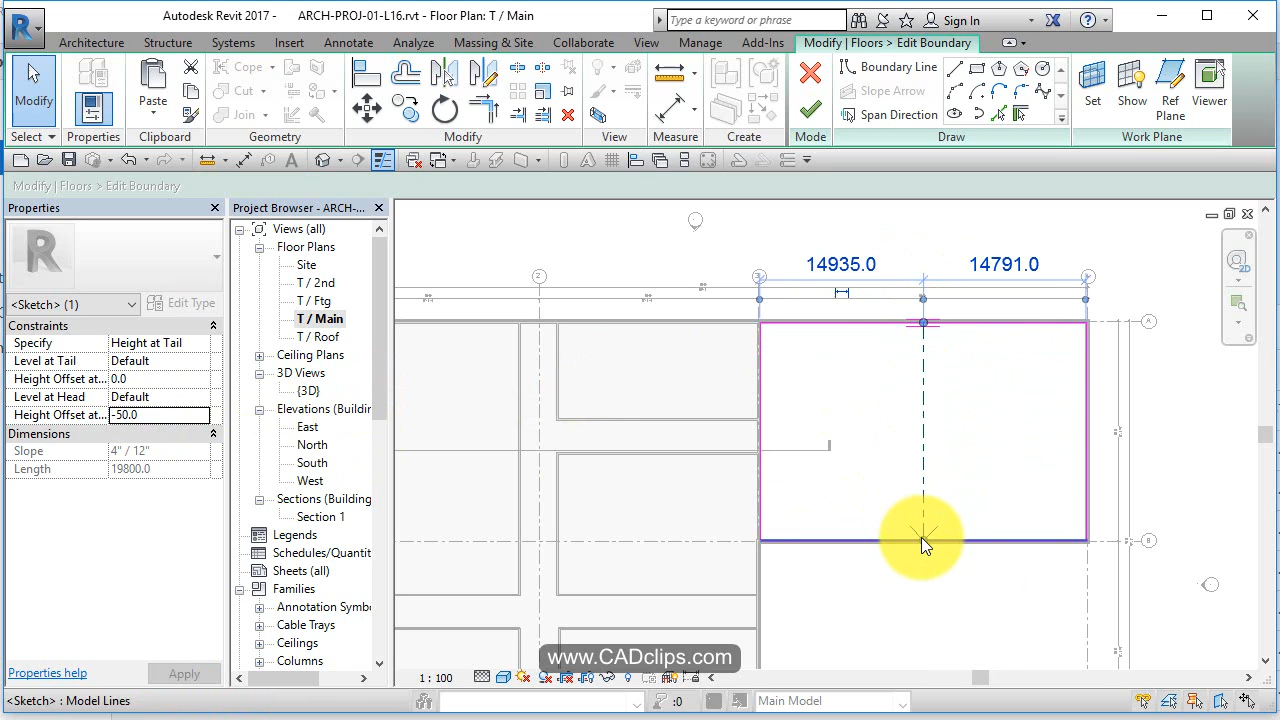 Autodesk Revit 2017 - ARCH-PROJ-01-L16.rvt - Floor Plan: T / Main
Type a keyword or phrase
Sign In
Architecture Structure Systems Insert Annotate Analyze Massing & Site Collaborate View Manage Add-Ins Modify | Floors > Edit Boundary
Modify
Paste
Cope
Cut
Join
Boundary Line
Slope Arrow
Span Direction
Set Show Ref Plane Viewer
Select Properties Clipboard Geometry Modify View Measure Create Mode Draw Work Plane
Modify | Floors > Edit Boundary
Properties
<Sketch> (1)
Edit Type
Constraints
Specify Height at Tail
Level at Tail Default
Height Offset at... 0.0
Level at Head Default
Height Offset at... -50.0
Dimensions
Slope 4" / 12"
Length 19800.0
Properties help
Apply
Project Browser - ARCH-...
Views (all)
Floor Plans
Site
T / 2nd
T / Ftg
T / Main
T / Roof
Ceiling Plans
3D Views
{3D}
Elevations (Buildin
East
North
South
West
Sections (Building
Section 1
Legends
Schedules/Quantit
Sheets (all)
Families
Annotation Symb
Cable Trays
Ceilings
Columns
14935.0 14791.0
2
3
A
B
2D
www.CADclips.com
1 : 100
<Sketch> : Model Lines
:0
Main Model